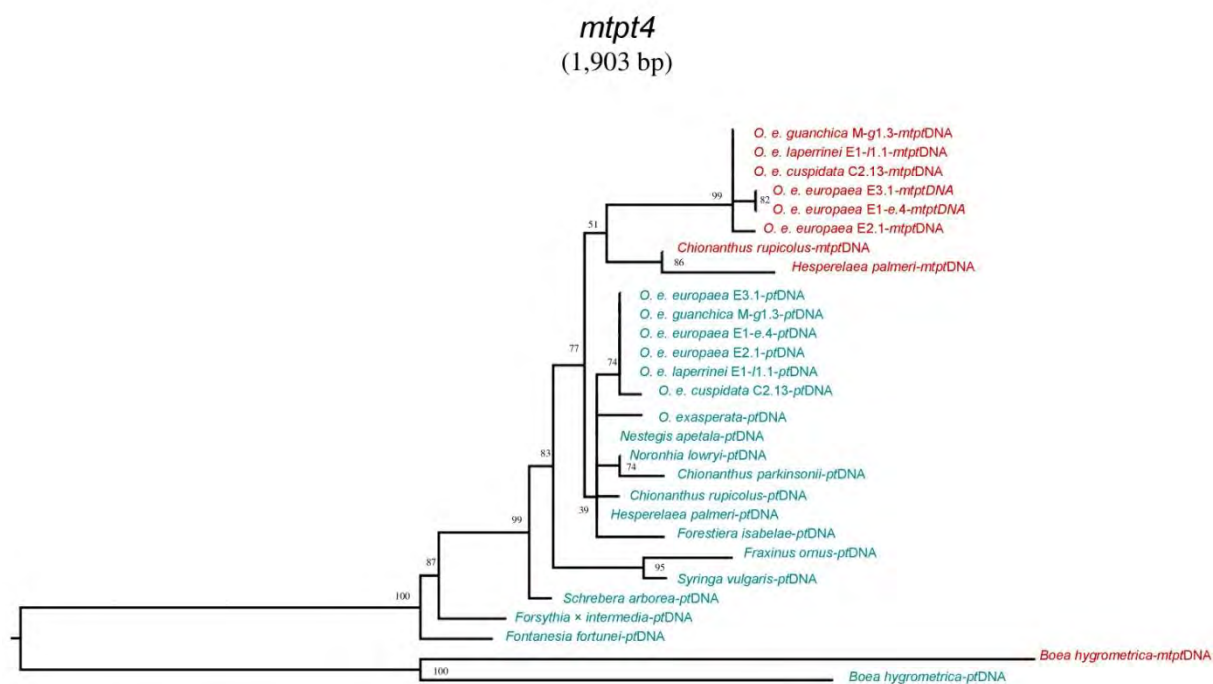 mtpt4
(1,903 bp)
O. e. guanchica M-g1.3-mtptDNA
O. e. laperrinei E1-l1.1-mtptDNA
O. e. cuspidata C2.13-mtptDNA
99
82
O. e. europaea E3.1-mtptDNA
O. e. europaea E1-e.4-mtptDNA
51
O. e. europaea E2.1-mtptDNA
Chionanthus rupicolus-mtptDNA
86
Hesperelaea palmeri-mtptDNA
O. e. europaea E3.1-ptDNA
O. e. guanchica M-g1.3-ptDNA
O. e. europaea E1-e.4-ptDNA
77
O. e. europaea E2.1-ptDNA
74
O. e. laperrinei E1-l1.1-ptDNA
O. e. cuspidata C2.13-ptDNA
O. exasperata-ptDNA
Nestegis apetala-ptDNA
83
Noronhia lowryi-ptDNA
74
Chionanthus parkinsonii-ptDNA
Chionanthus rupicolus-ptDNA
39
Hesperelaea palmeri-ptDNA
99
Forestiera isabelae-ptDNA
Fraxinus ornus-ptDNA
87
95
Syringa vulgaris-ptDNA
100
Schrebera arborea-ptDNA
Forsythia × intermedia-ptDNA
Fontanesia fortunei-ptDNA
Boea hygrometrica-mtptDNA
100
Boea hygrometrica-ptDNA